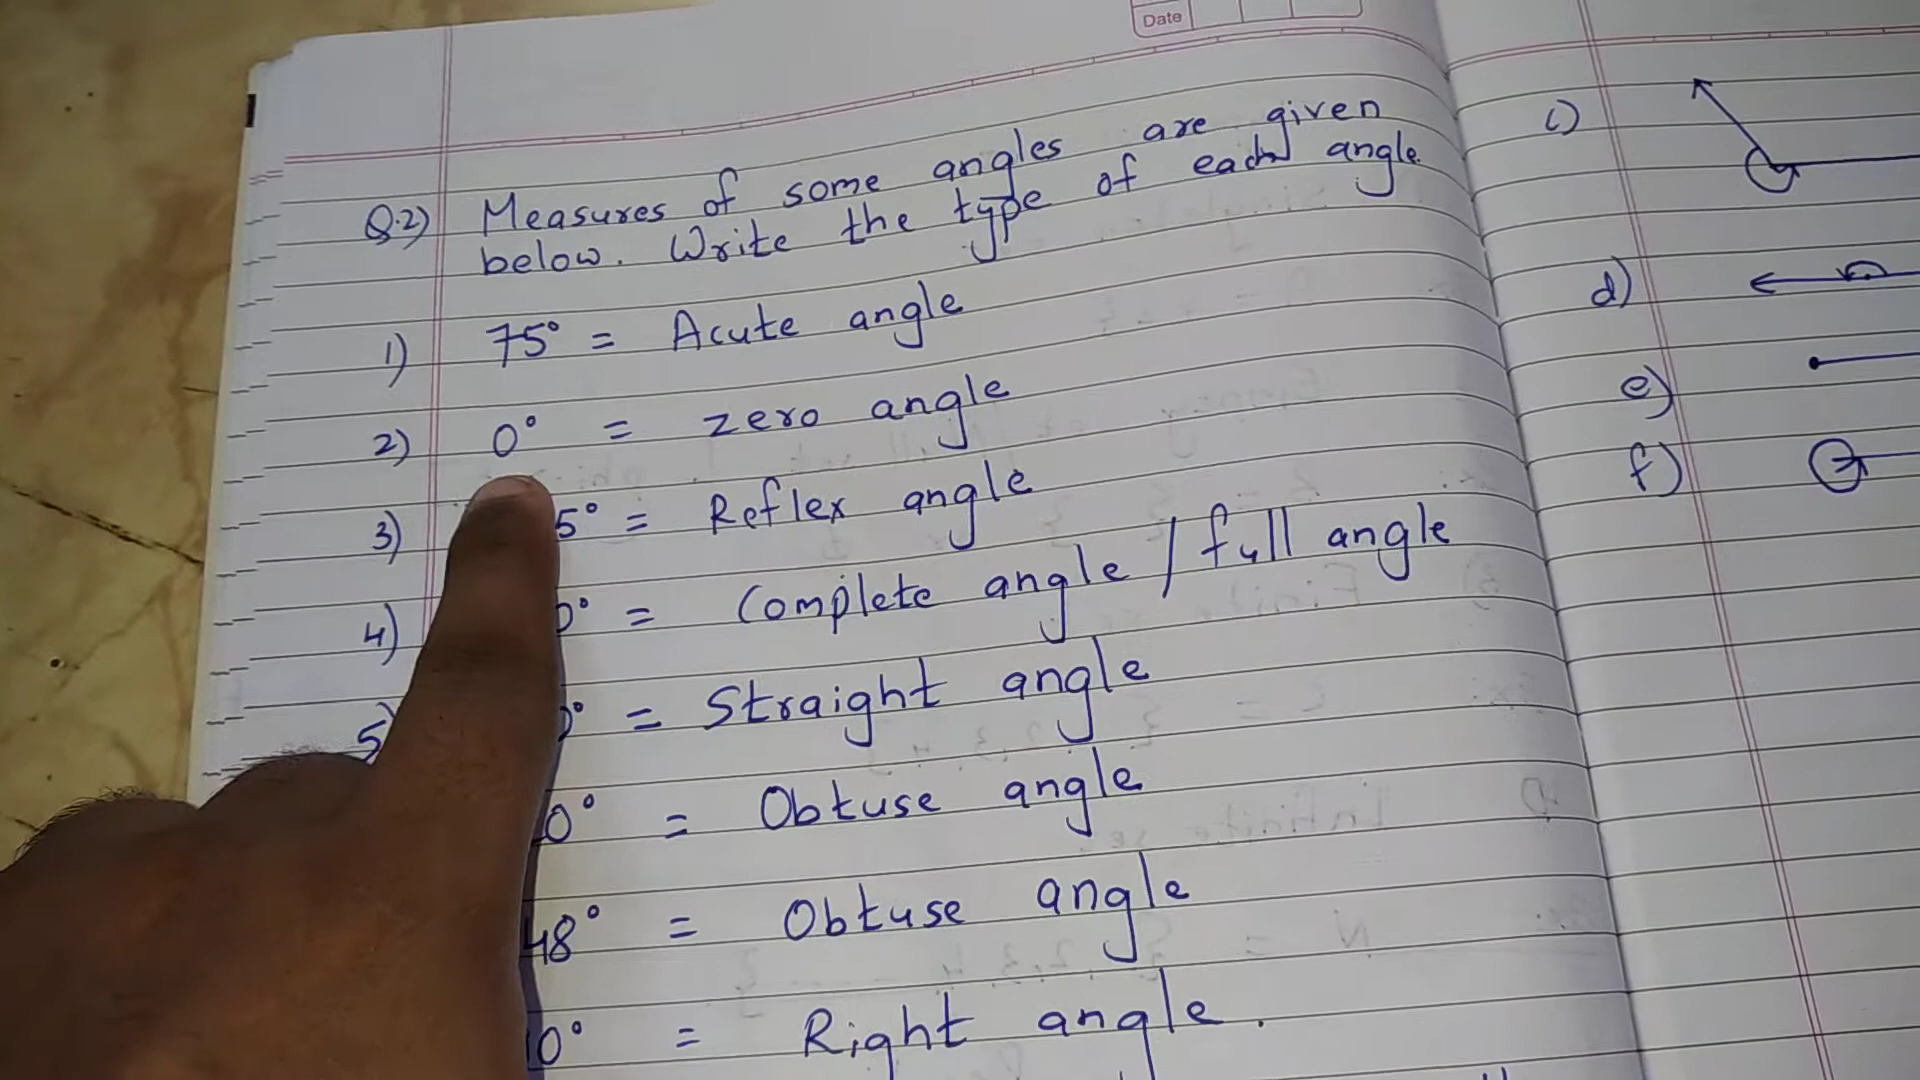 Date
Q.2) Measures of some angles are given
below. Write the type of each angle.
1) 75° = Acute angle
2) 0° = zero angle
3) 5° = Reflex angle
4) 0° = Complete angle / full angle
5) 0° = Straight angle
0° = Obtuse angle
48° = Obtuse angle
0° = Right angle.
c)
d)
e)
f)